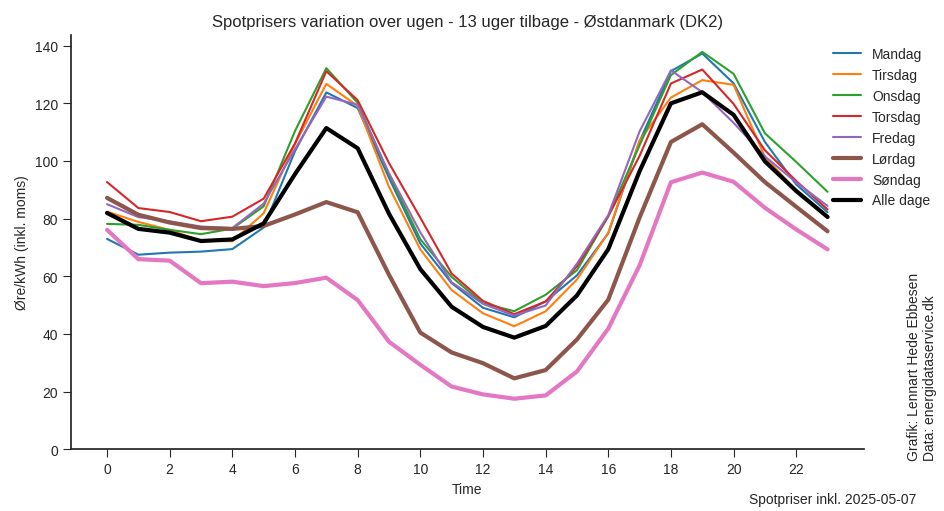 Spotprisers variation over ugen - 13 uger tilbage - Østdanmark (DK2)
Øre/kWh (inkl. moms)
140
120
100
80
60
40
20
0
0 2 4 6 8 10 12 14 16 18 20 22
Time
Mandag
Tirsdag
Onsdag
Torsdag
Fredag
Lørdag
Søndag
Alle dage
Grafik: Lennart Hede Ebbesen
Data: energidataservice.dk
Spotpriser inkl. 2025-05-07